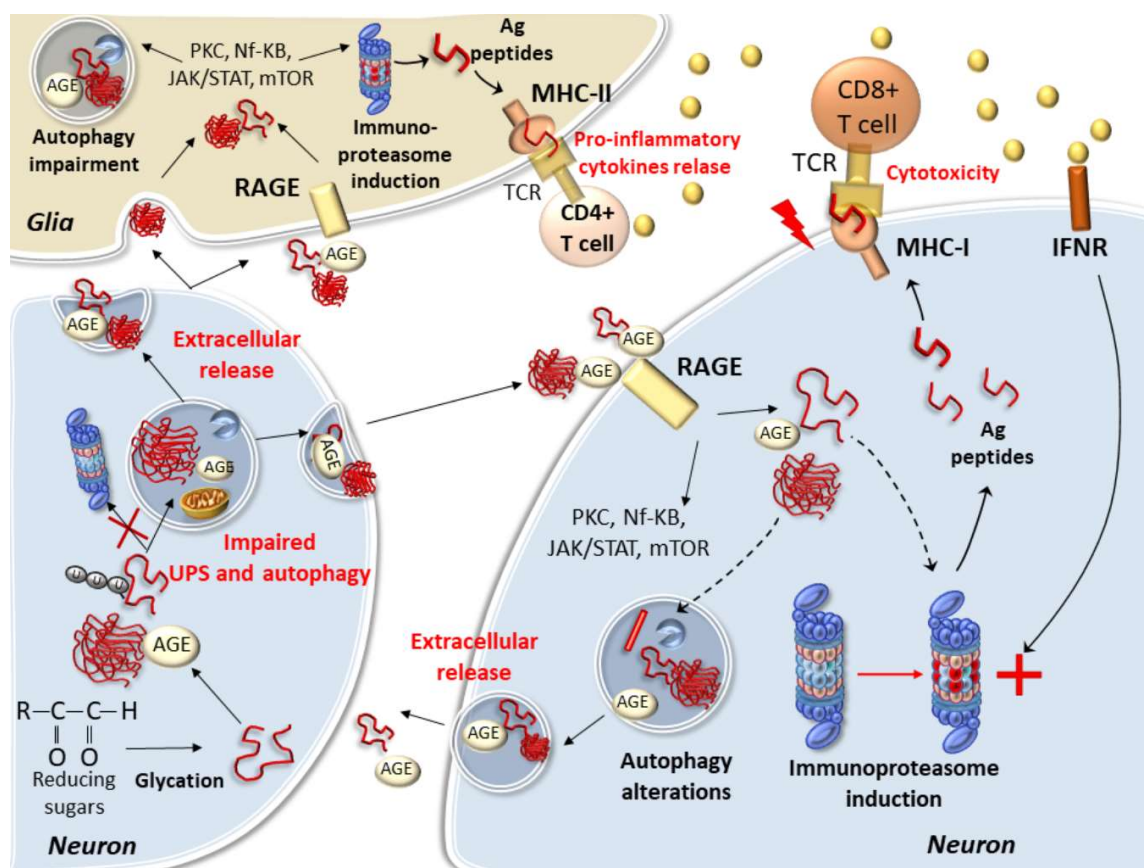 AGE
Autophagy
impairment
PKC, Nf-KB,
JAK/STAT, mTOR
Immuno-
proteasome
induction
Ag
peptides
MHC-II
Pro-inflammatory
cytokines relase
TCR
CD4+
T cell
RAGE
AGE
Glia
CD8+
T cell
TCR
Cytotoxicity
MHC-I
IFNR
AGE
Extracellular
release
AGE
AGE
Impaired
UPS and autophagy
U
U
U
AGE
R–C–C–H
O O
Reducing
sugars
Glycation
Neuron
AGE
AGE
RAGE
AGE
PKC, Nf-KB,
JAK/STAT, mTOR
Ag
peptides
Extracellular
release
AGE
AGE
AGE
Autophagy
alterations
Immunoproteasome
induction
Neuron